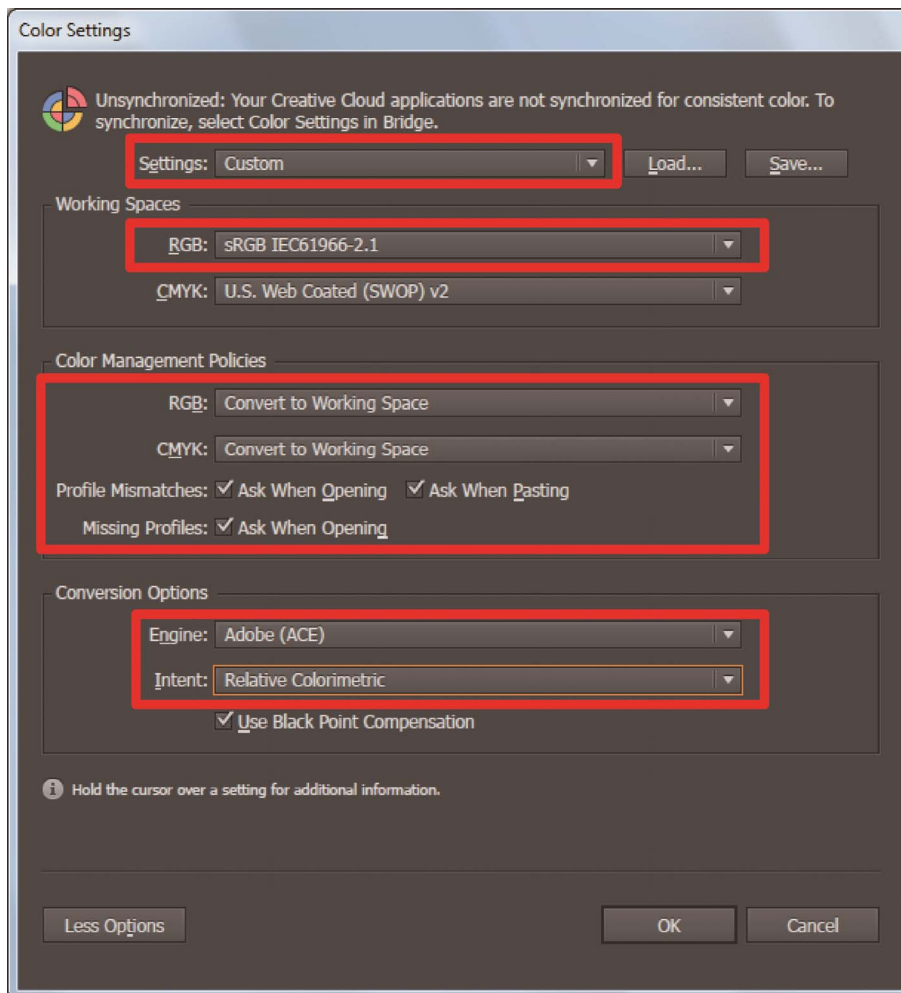 Color Settings
Unsynchronized: Your Creative Cloud applications are not synchronized for consistent color. To
synchronize, select Color Settings in Bridge.
Settings: Custom Load... Save...
Working Spaces
RGB: sRGB IEC61966-2.1
CMYK: U.S. Web Coated (SWOP) v2
Color Management Policies
RGB: Convert to Working Space
CMYK: Convert to Working Space
Profile Mismatches: Ask When Opening Ask When Pasting
Missing Profiles: Ask When Opening
Conversion Options
Engine: Adobe (ACE)
Intent: Relative Colorimetric
Use Black Point Compensation
Hold the cursor over a setting for additional information.
Less Options OK Cancel